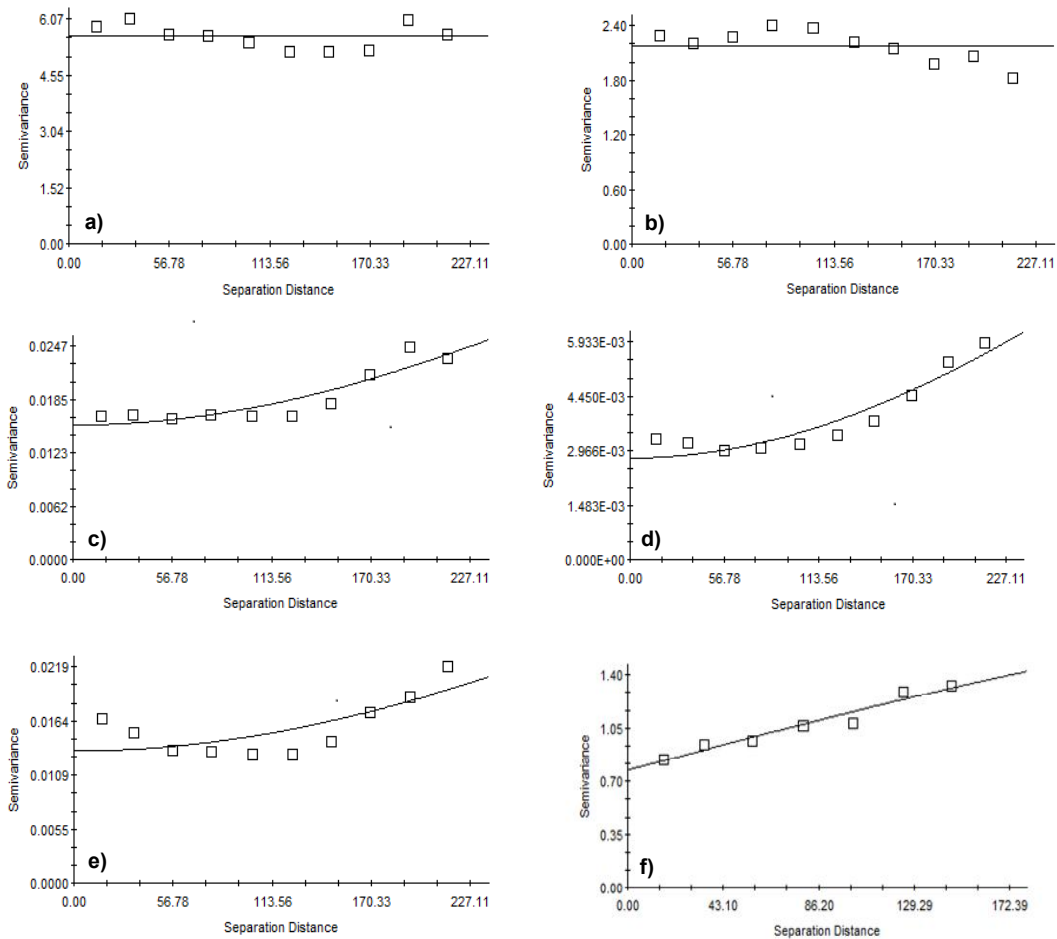 6.07
4.55
3.04
1.52
0.00
Semivariance
a)
0.00 56.78 113.56 170.33 227.11
Separation Distance
2.40
1.80
1.20
0.60
0.00
Semivariance
b)
0.00 56.78 113.56 170.33 227.11
Separation Distance
0.0247
0.0185
0.0123
0.0062
0.0000
Semivariance
c)
0.00 56.78 113.56 170.33 227.11
Separation Distance
5.933E-03
4.450E-03
2.966E-03
1.483E-03
0.000E+00
Semivariance
d)
0.00 56.78 113.56 170.33 227.11
Separation Distance
0.0219
0.0164
0.0109
0.0055
0.0000
Semivariance
e)
0.00 56.78 113.56 170.33 227.11
Separation Distance
1.40
1.05
0.70
0.35
0.00
Semivariance
f)
0.00 43.10 86.20 129.29 172.39
Separation Distance